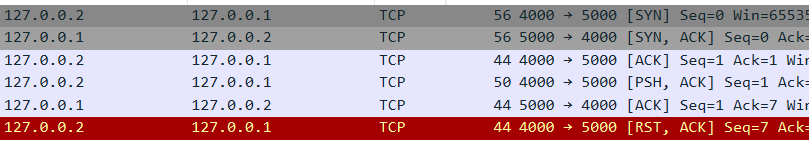 127.0.0.2 127.0.0.1 TCP 56 4000 → 5000 [SYN] Seq=0 Win=65535
127.0.0.1 127.0.0.2 TCP 56 5000 → 4000 [SYN, ACK] Seq=0 Ack=
127.0.0.2 127.0.0.1 TCP 44 4000 → 5000 [ACK] Seq=1 Ack=1 Win
127.0.0.2 127.0.0.1 TCP 50 4000 → 5000 [PSH, ACK] Seq=1 Ack=
127.0.0.1 127.0.0.2 TCP 44 5000 → 4000 [ACK] Seq=1 Ack=7 Win
127.0.0.2 127.0.0.1 TCP 44 4000 → 5000 [RST, ACK] Seq=7 Ack=